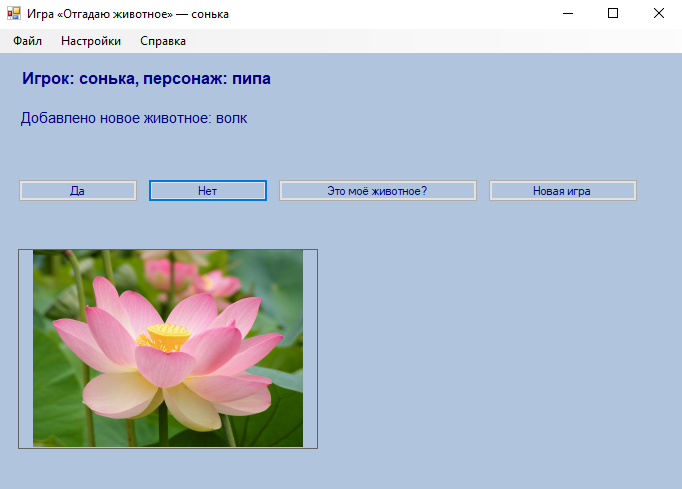 Игра «Отгадаю животное» — сонька
Файл Настройки Справка
Игрок: сонька, персонаж: пипа
Добавлено новое животное: волк
Да Нет Это моё животное? Новая игра